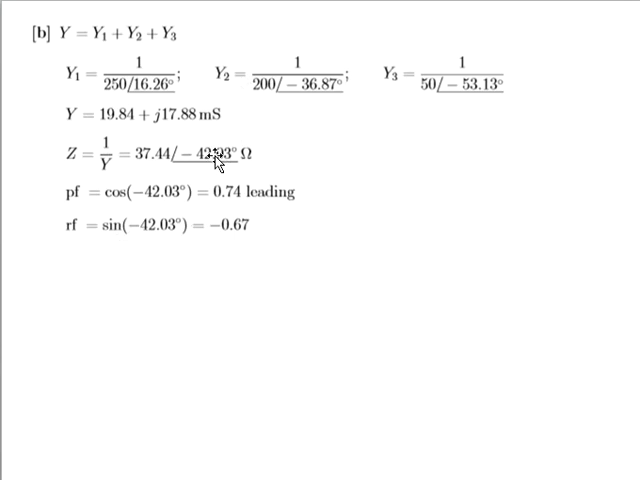 [b] Y = Y₁ + Y₂ + Y₃
Y₁ = 1/250/16.26°; Y₂ = 1/200/−36.87°; Y₃ = 1/50/−53.13°
Y = 19.84 + j17.88 mS
Z = 1/Y = 37.44/−42.03° Ω
pf = cos(−42.03°) = 0.74 leading
rf = sin(−42.03°) = −0.67